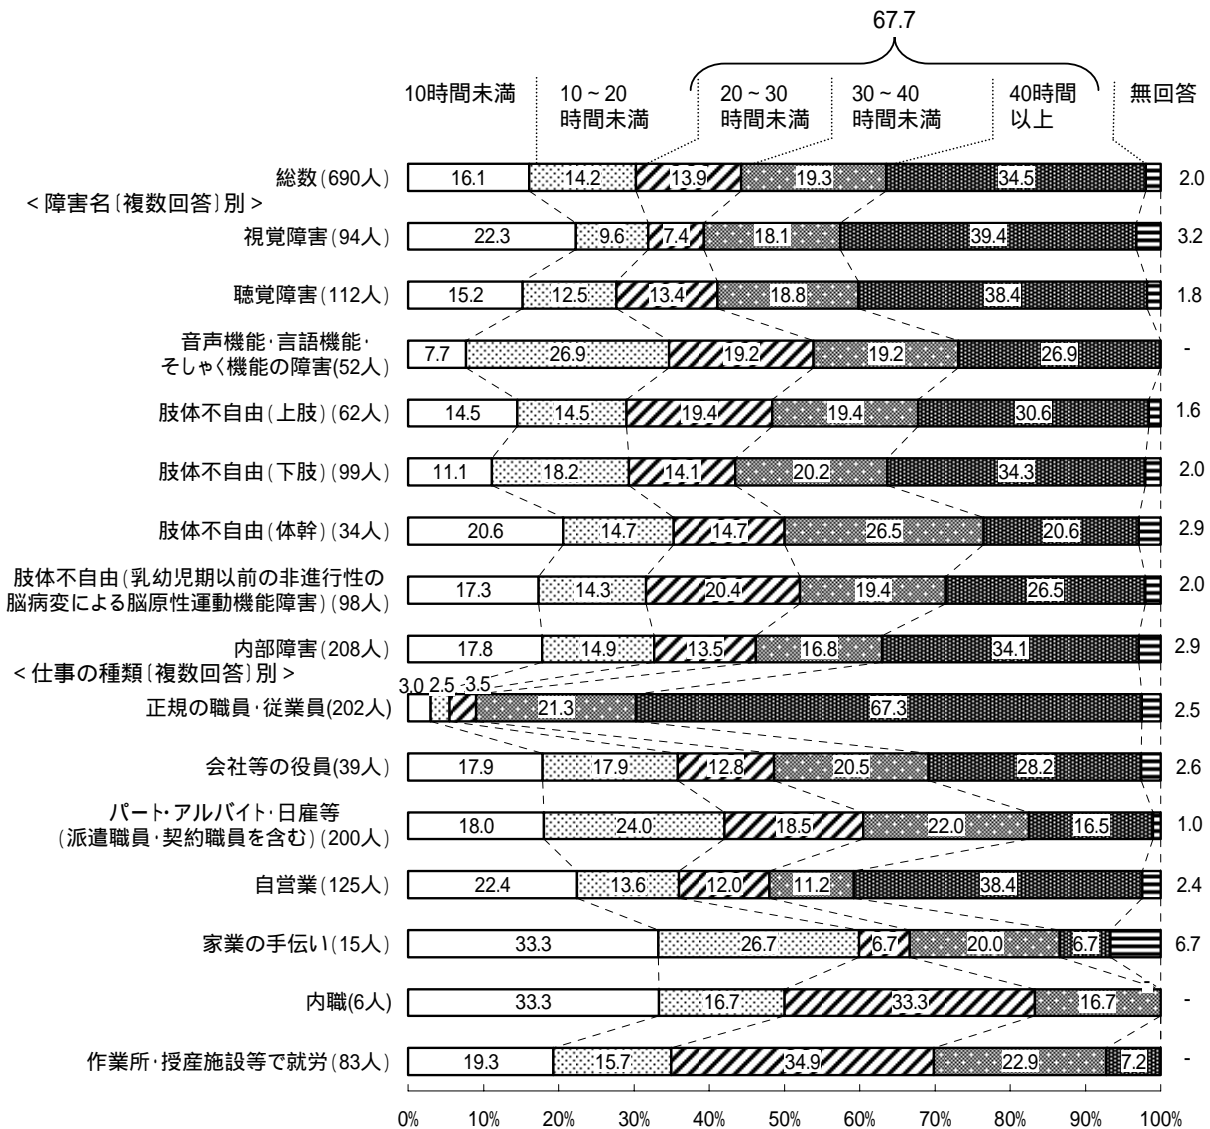 67.7
10時間未満 10~20 20~30 30~40 40時間 無回答
時間未満 時間未満 時間未満 以上
総数(690人) 16.1 14.2 13.9 19.3 34.5 2.0
<障害名〔複数回答〕別>
視覚障害(94人) 22.3 9.6 7.4 18.1 39.4 3.2
聴覚障害(112人) 15.2 12.5 13.4 18.8 38.4 1.8
音声機能・言語機能・
そしゃく機能の障害(52人) 7.7 26.9 19.2 19.2 26.9 -
肢体不自由(上肢)(62人) 14.5 14.5 19.4 19.4 30.6 1.6
肢体不自由(下肢)(99人) 11.1 18.2 14.1 20.2 34.3 2.0
肢体不自由(体幹)(34人) 20.6 14.7 14.7 26.5 20.6 2.9
肢体不自由(乳幼児期以前の非進行性の
脳病変による脳原性運動機能障害)(98人) 17.3 14.3 20.4 19.4 26.5 2.0
内部障害(208人) 17.8 14.9 13.5 16.8 34.1 2.9
<仕事の種類〔複数回答〕別>
正規の職員・従業員(202人) 3.0 2.5 3.5 21.3 67.3 2.5
会社等の役員(39人) 17.9 17.9 12.8 20.5 28.2 2.6
パート・アルバイト・日雇等
(派遣職員・契約職員を含む)(200人) 18.0 24.0 18.5 22.0 16.5 1.0
自営業(125人) 22.4 13.6 12.0 11.2 38.4 2.4
家業の手伝い(15人) 33.3 26.7 6.7 20.0 6.7 6.7
内職(6人) 33.3 16.7 33.3 16.7 - -
作業所・授産施設等で就労(83人) 19.3 15.7 34.9 22.9 7.2 -
0% 10% 20% 30% 40% 50% 60% 70% 80% 90% 100%